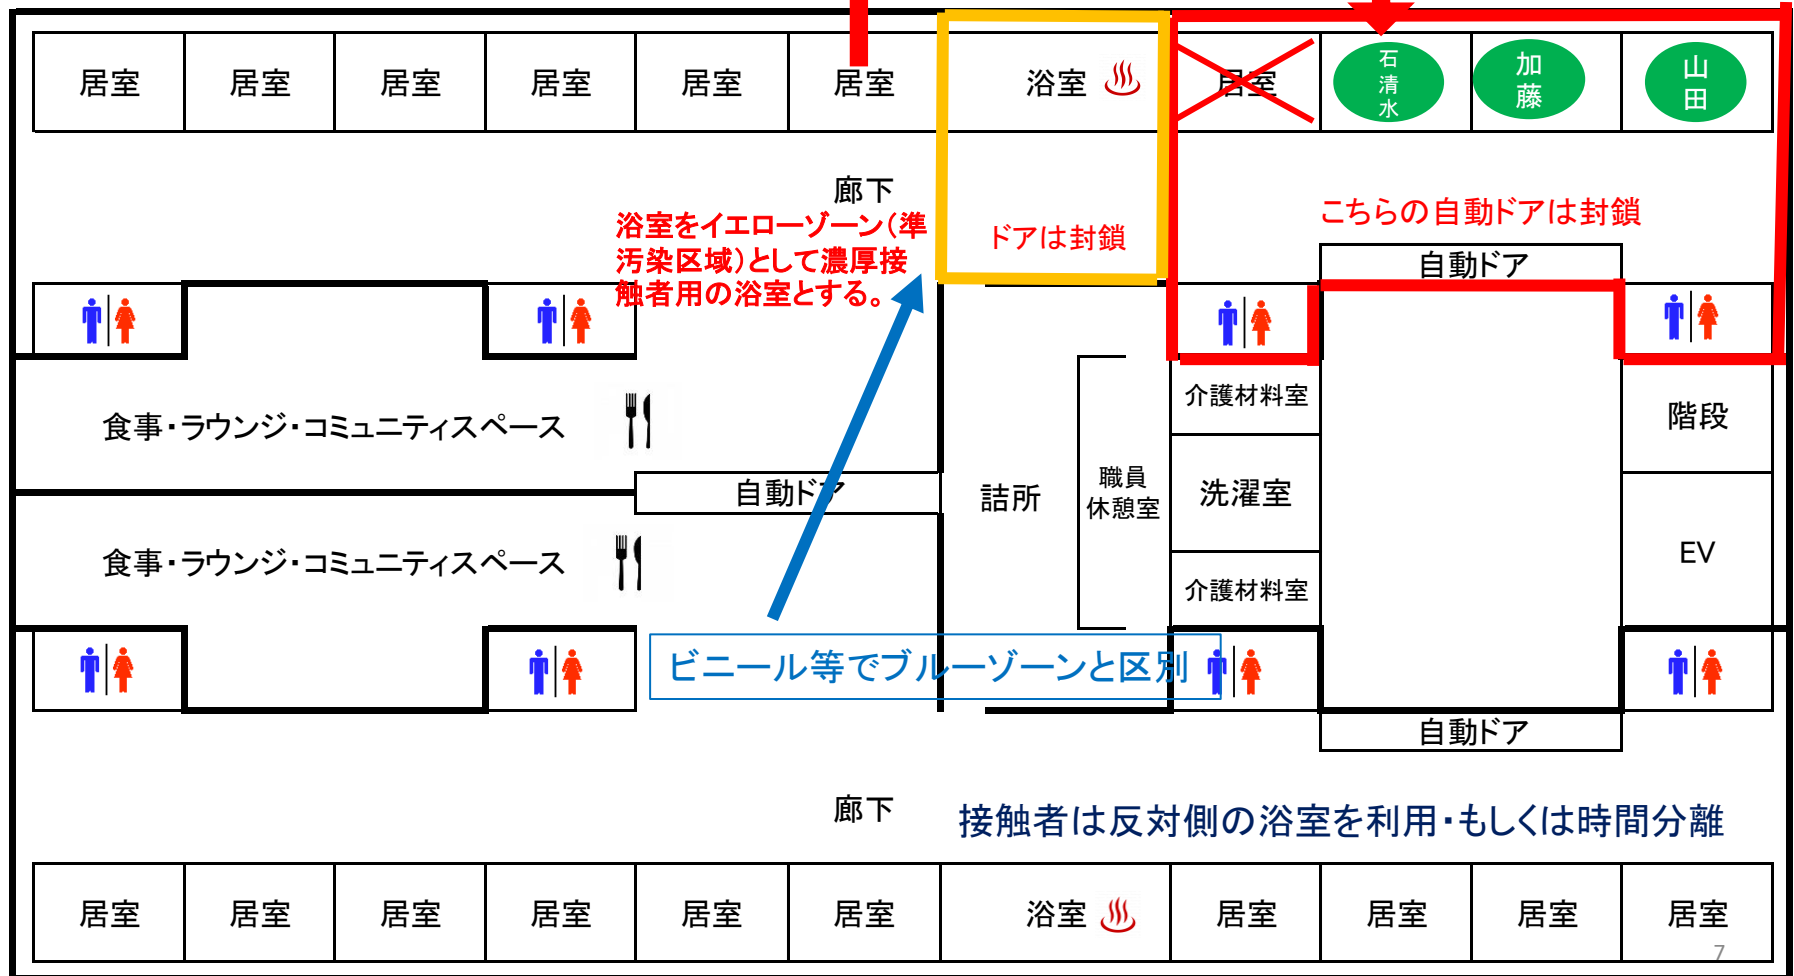 居室
居室
居室
居室
居室
居室
浴室
居室
石
清
水
加
藤
山
田
廊下
浴室をイエローゾーン(準
汚染区域)として濃厚接
触者用の浴室とする。
ドアは封鎖
こちらの自動ドアは封鎖
自動ドア
食事・ラウンジ・コミュニティスペース
自動ドア
食事・ラウンジ・コミュニティスペース
詰所
職員
休憩室
介護材料室
洗濯室
介護材料室
階段
EV
ビニール等でブルーゾーンと区別
自動ドア
廊下
接触者は反対側の浴室を利用・もしくは時間分離
居室
居室
居室
居室
居室
居室
浴室
居室
居室
居室
居室
7